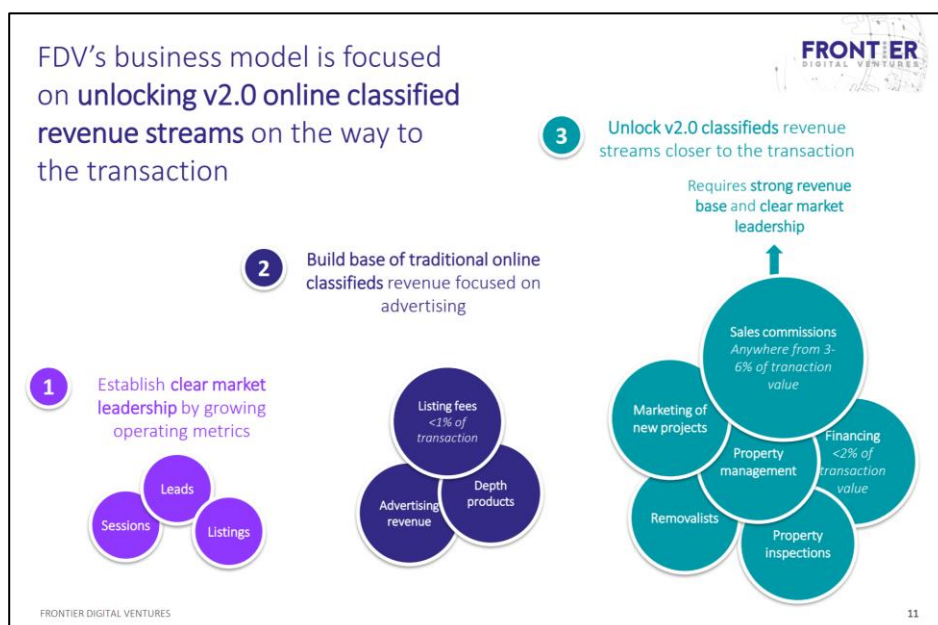 FDV's business model is focused
on unlocking v2.0 online classified
revenue streams on the way to
the transaction
FRONTIER
DIGITAL VENTURES
3
Unlock v2.0 classifieds revenue
streams closer to the transaction
Requires strong revenue
base and clear market
leadership
2
Build base of traditional online
classifieds revenue focused on
advertising
1
Establish clear market
leadership by growing
operating metrics
Leads
Sessions
Listings
Listing fees
<1% of
transaction
Advertising
revenue
Depth
products
Sales commissions
Anywhere from 3-
6% of tranaction
value
Marketing of
new projects
Property
management
Financing
<2% of
transaction
value
Removalists
Property
inspections
FRONTIER DIGITAL VENTURES
11